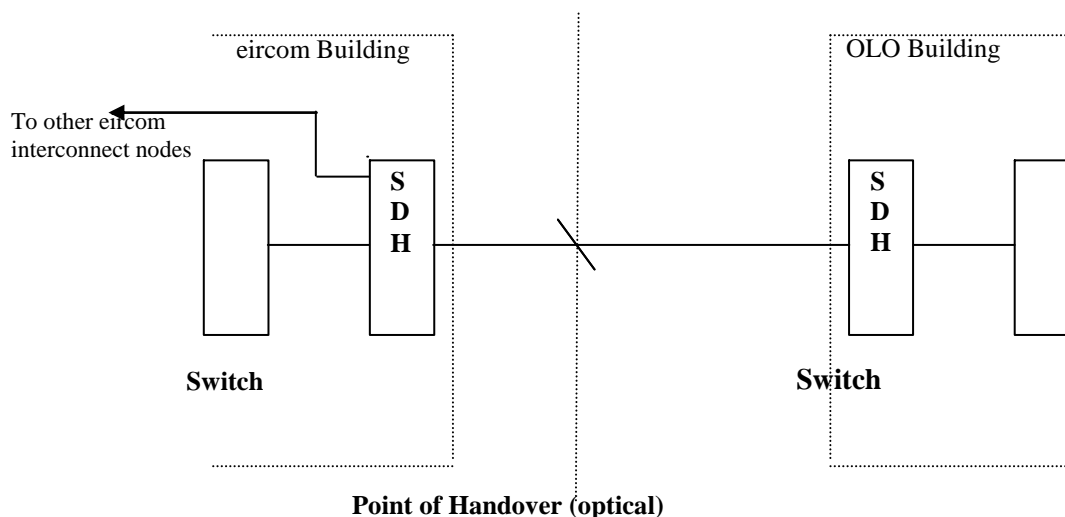 eircom Building
OLO Building
To other eircom
interconnect nodes
S
D
H
S
D
H
Switch
Switch
Point of Handover (optical)